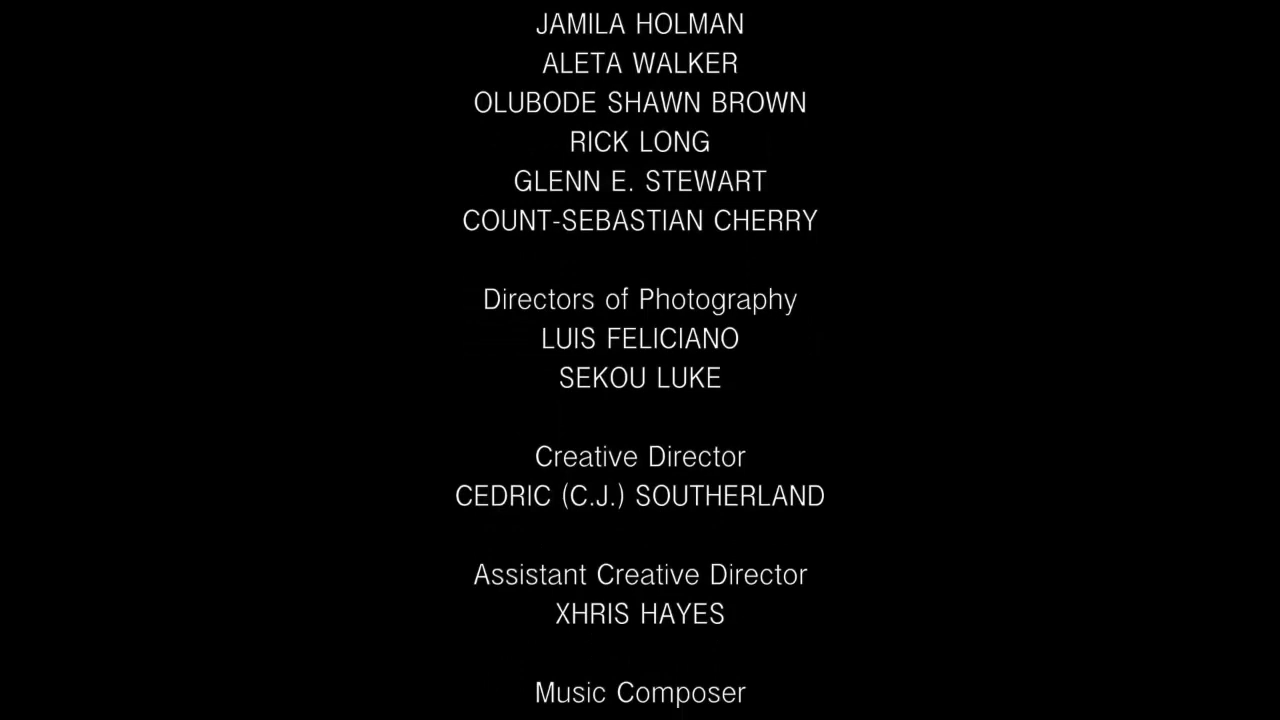 JAMILA HOLMAN
ALETA WALKER
OLUBODE SHAWN BROWN
RICK LONG
GLENN E. STEWART
COUNT-SEBASTIAN CHERRY
Directors of Photography
LUIS FELICIANO
SEKOU LUKE
Creative Director
CEDRIC (C.J.) SOUTHERLAND
Assistant Creative Director
XHRIS HAYES
Music Composer